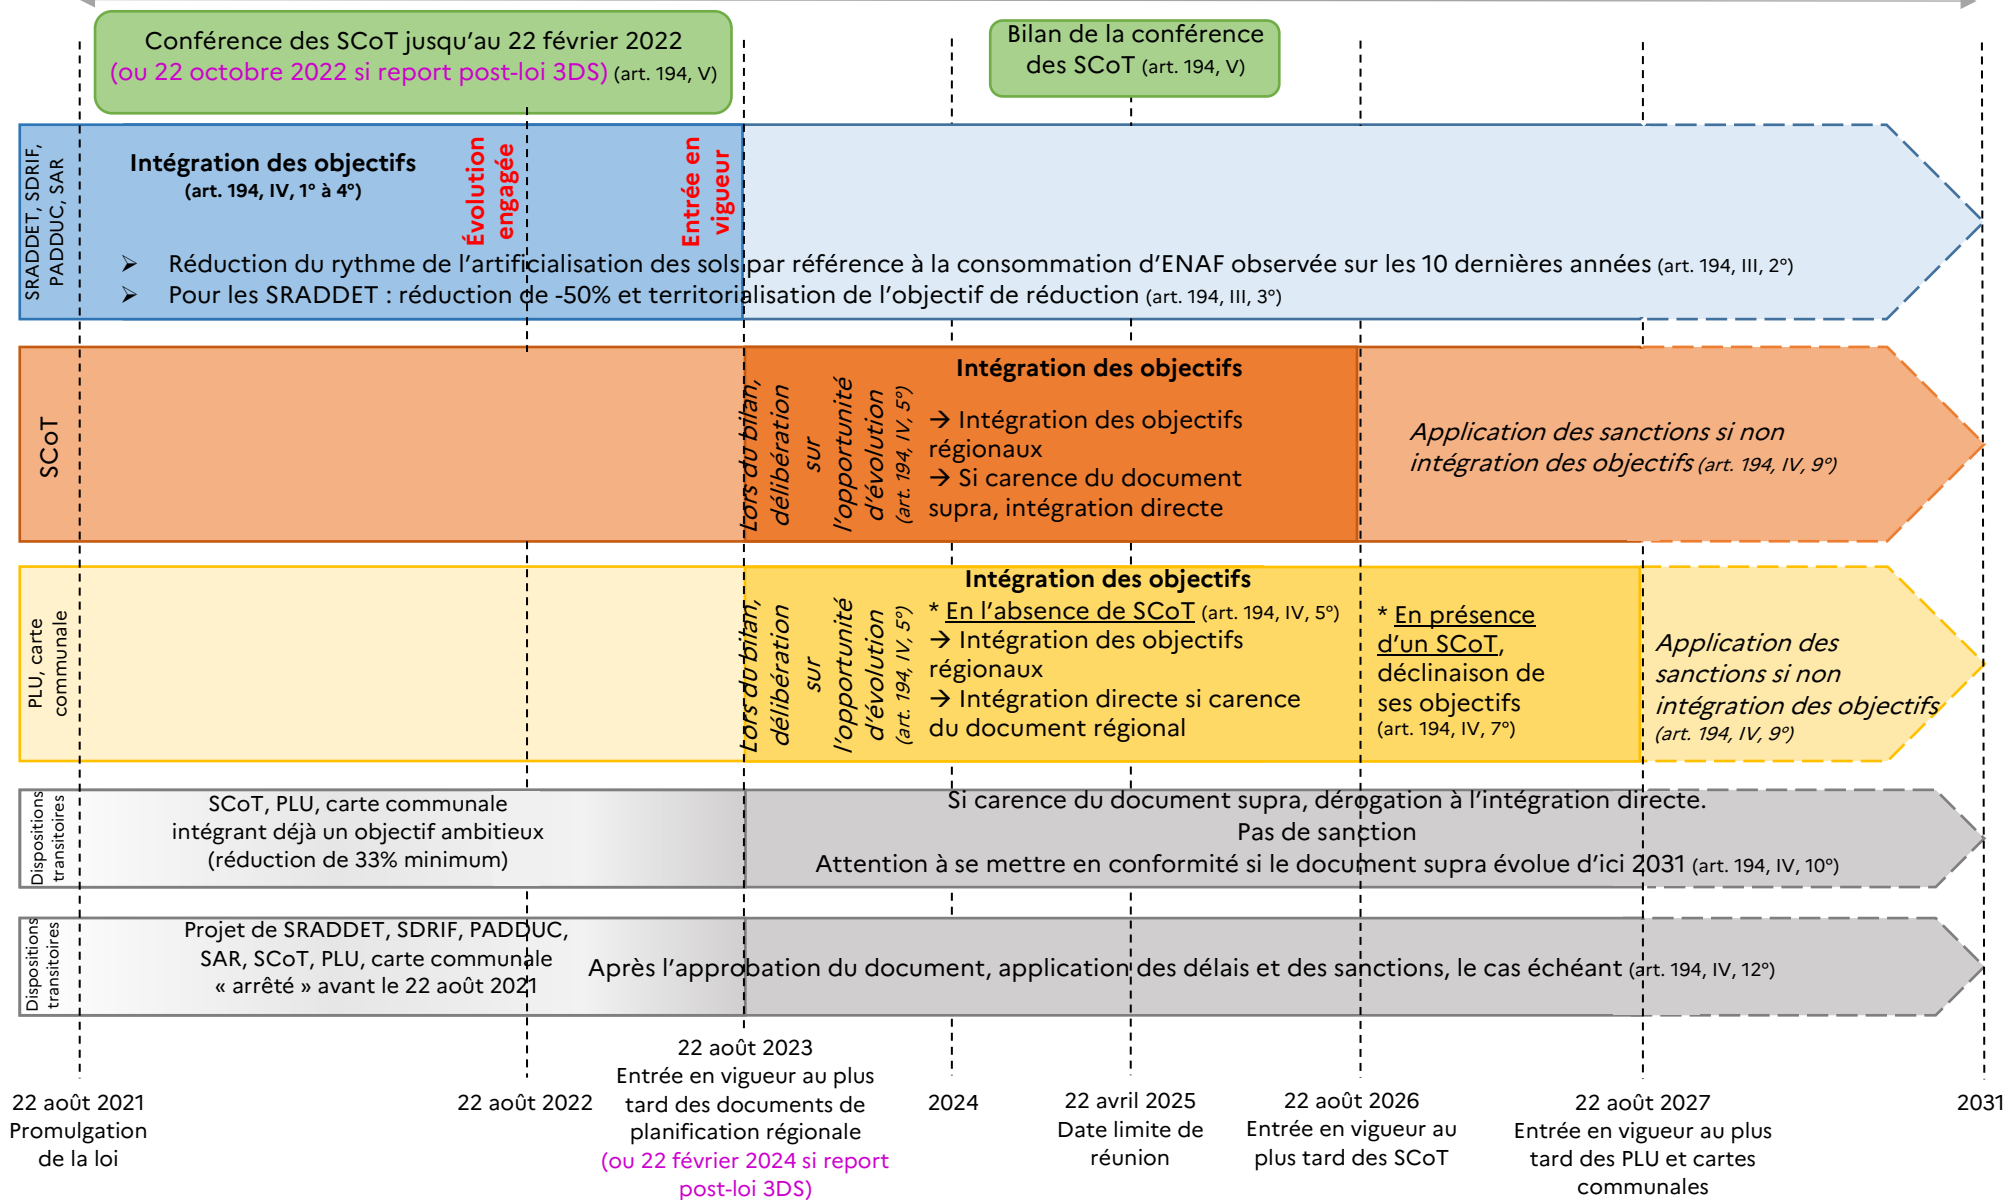 Conférence des SCoT jusqu'au 22 février 2022
(ou 22 octobre 2022 si report post-loi 3DS) (art. 194, V)
Bilan de la conférence
des SCoT (art. 194, V)
SRADDET, SDRIF,
PADDUC, SAR
Intégration des objectifs
(art. 194, IV, 1° à 4°)
Évolution
engagée
Entrée en
vigueur
➢ Réduction du rythme de l'artificialisation des sols par référence à la consommation d'ENAF observée sur les 10 dernières années (art. 194, III, 2°)
➢ Pour les SRADDET : réduction de -50% et territorialisation de l'objectif de réduction (art. 194, III, 3°)
SCoT
Lors du bilan,
délibération
sur
l'opportunité
d'évolution
(art. 194, IV, 5°)
Intégration des objectifs
→ Intégration des objectifs
régionaux
→ Si carence du document
supra, intégration directe
Application des sanctions si non
intégration des objectifs (art. 194, IV, 9°)
PLU, carte
communale
Lors du bilan,
délibération
sur
l'opportunité
d'évolution
(art. 194, IV, 5°)
Intégration des objectifs
* En l'absence de SCoT (art. 194, IV, 5°)
→ Intégration des objectifs
régionaux
→ Intégration directe si carence
du document régional
* En présence
d'un SCoT,
déclinaison de
ses objectifs
(art. 194, IV, 7°)
Application des
sanctions si non
intégration des objectifs
(art. 194, IV, 9°)
Dispositions
transitoires
SCoT, PLU, carte communale
intégrant déjà un objectif ambitieux
(réduction de 33% minimum)
Si carence du document supra, dérogation à l'intégration directe.
Pas de sanction
Attention à se mettre en conformité si le document supra évolue d'ici 2031 (art. 194, IV, 10°)
Dispositions
transitoires
Projet de SRADDET, SDRIF, PADDUC,
SAR, SCoT, PLU, carte communale
« arrêté » avant le 22 août 2021
Après l'approbation du document, application des délais et des sanctions, le cas échéant (art. 194, IV, 12°)
22 août 2021
Promulgation
de la loi
22 août 2022
22 août 2023
Entrée en vigueur au plus
tard des documents de
planification régionale
(ou 22 février 2024 si report
post-loi 3DS)
2024
22 avril 2025
Date limite de
réunion
22 août 2026
Entrée en vigueur au
plus tard des SCoT
22 août 2027
Entrée en vigueur au plus
tard des PLU et cartes
communales
2031